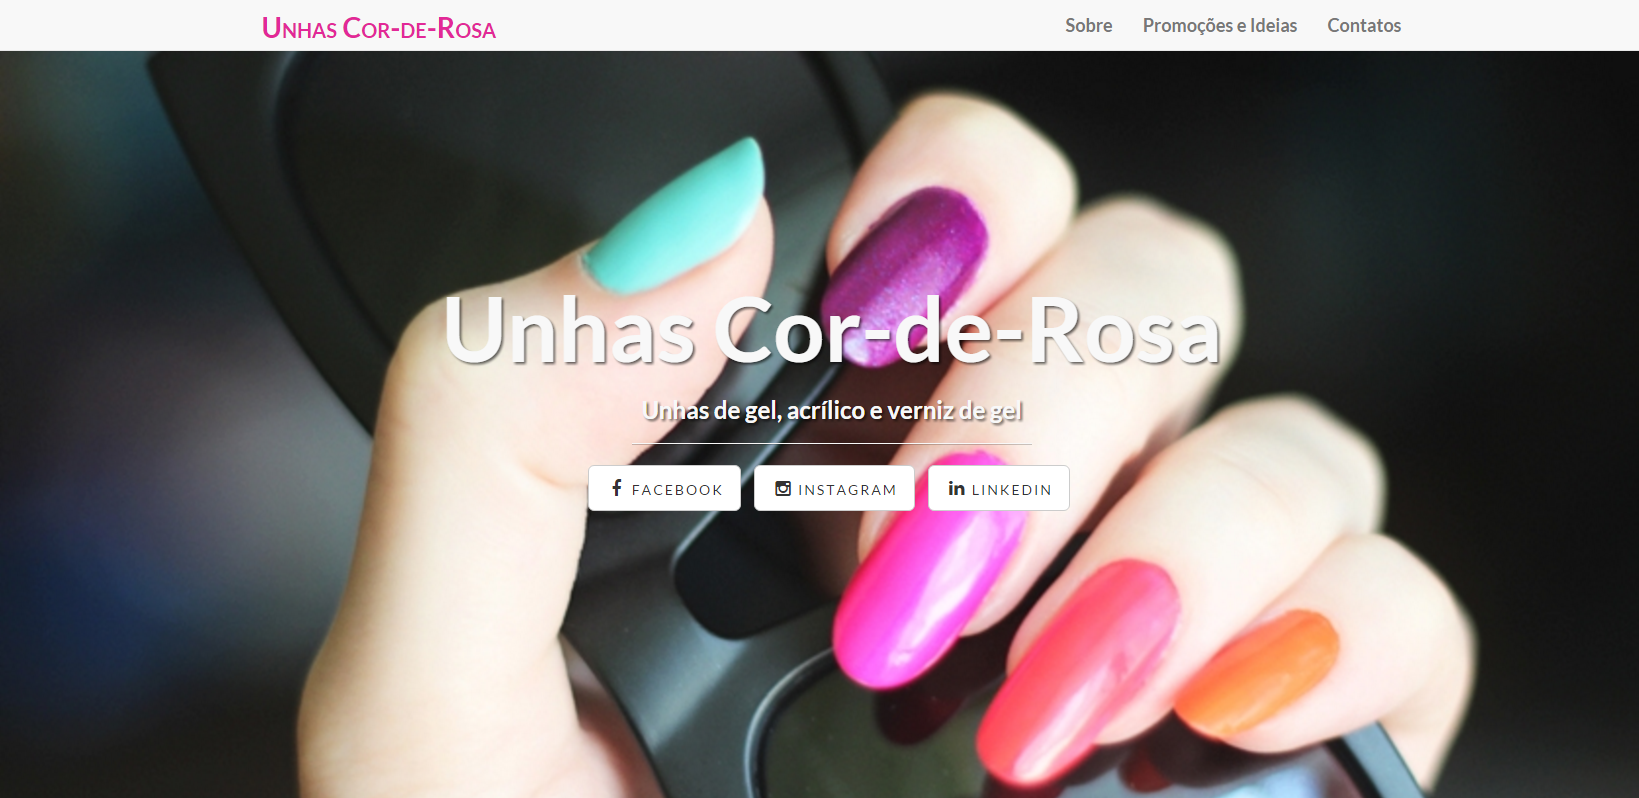 Unhas Cor-de-Rosa
Sobre Promoções e Ideias Contatos
Unhas Cor-de-Rosa
Unhas de gel, acrílico e verniz de gel
FACEBOOK INSTAGRAM LINKEDIN